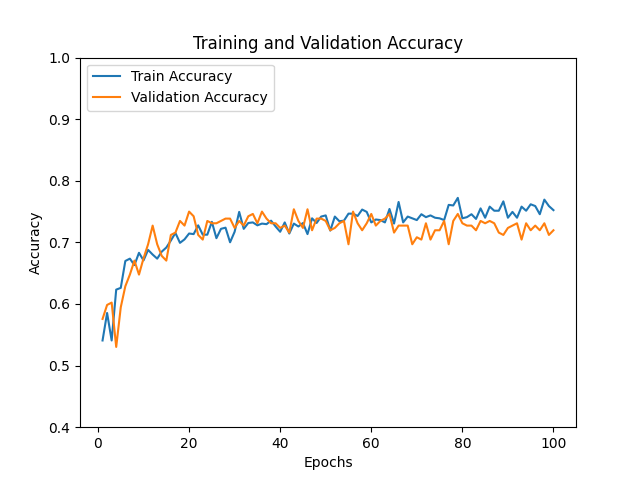 Training and Validation Accuracy
Train Accuracy
Validation Accuracy
1.0
0.9
0.8
0.7
0.6
0.5
0.4
Accuracy
0 20 40 60 80 100
Epochs